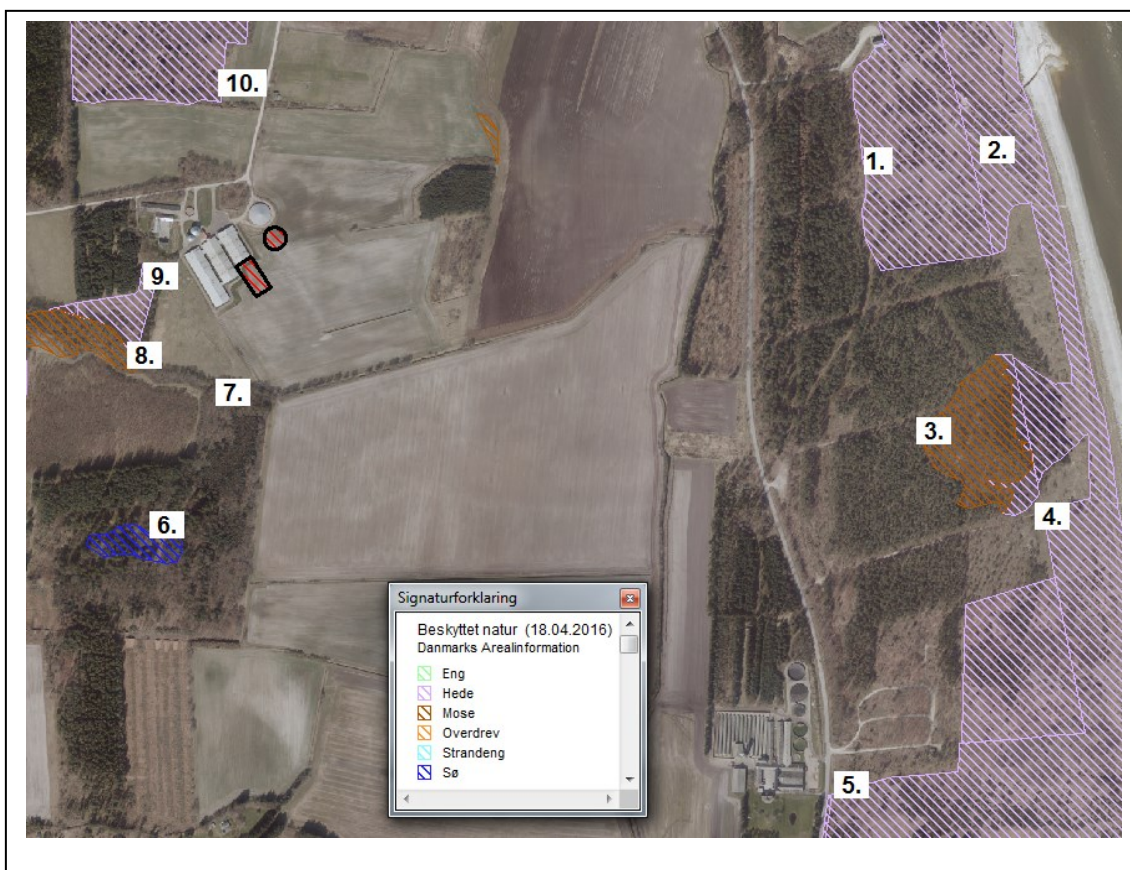 10.
1.
2.
9.
8.
7.
3.
6.
4.
Signaturforklaring
Beskyttet natur (18.04.2016)
Danmarks Arealinformation
Eng
Hede
Mose
Overdrev
Strandeng
Sø
5.